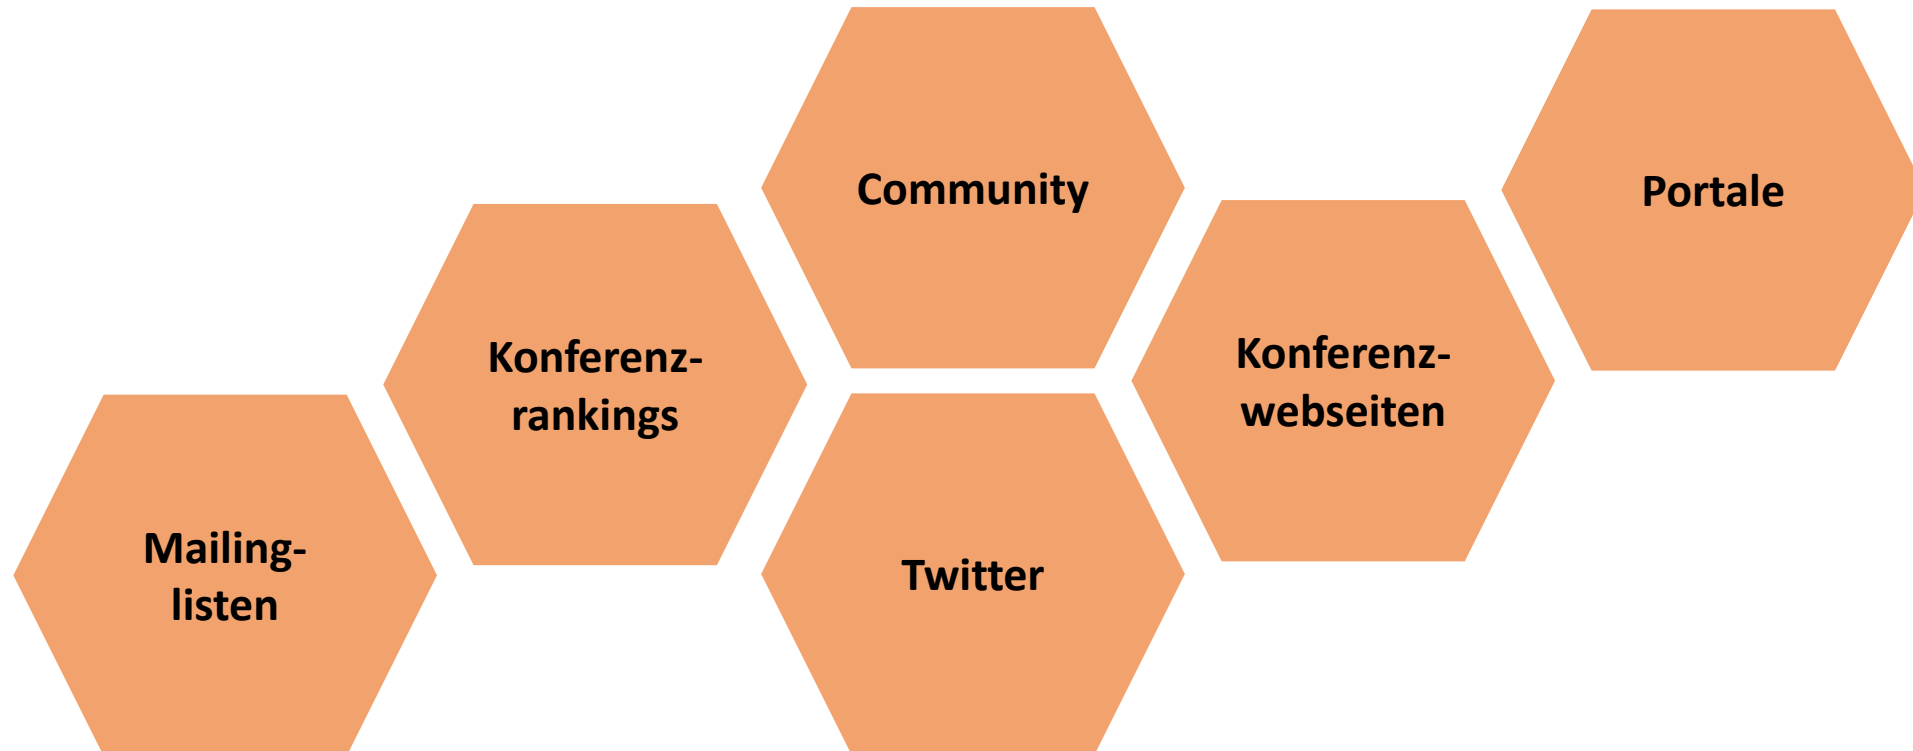 Community
Portale
Konferenz-
rankings
Konferenz-
webseiten
Mailing-
listen
Twitter